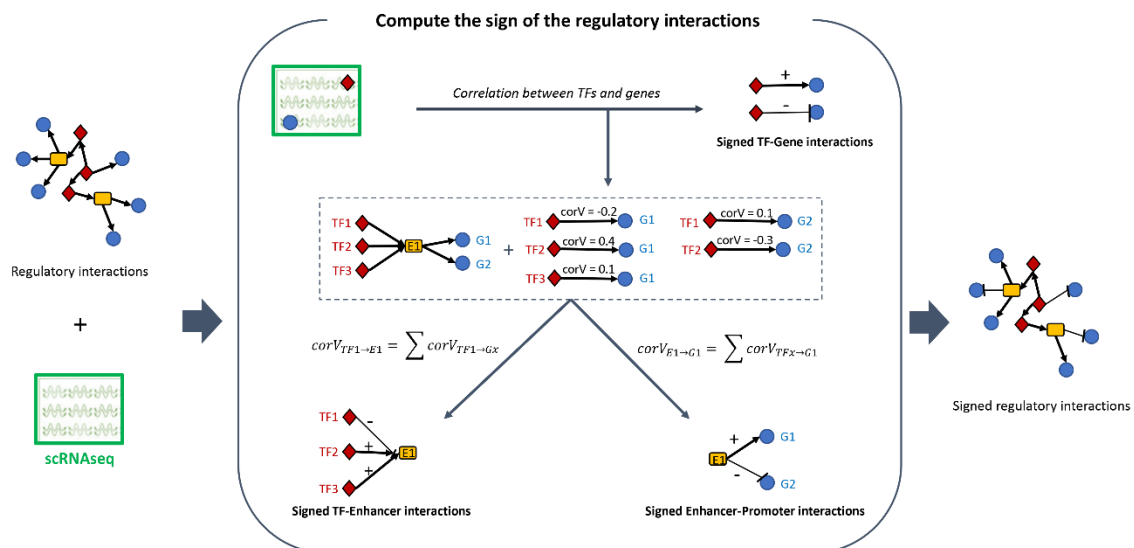 Compute the sign of the regulatory interactions
Correlation between TFs and genes
+
-
Signed TF-Gene interactions
Regulatory interactions
+
scRNAseq
TF1
TF2
TF3
E1
G1
G2
+
TF1 corV = -0.2 G1
TF2 corV = 0.4 G1
TF3 corV = 0.1 G1
TF1 corV = 0.1 G2
TF2 corV = -0.3 G2
corV_{TF1→E1} = ∑ corV_{TF1→Gx}
corV_{E1→G1} = ∑ corV_{TFx→G1}
TF1
-
TF2
+
E1
+
TF3
Signed TF-Enhancer interactions
+
G1
E1
-
G2
Signed Enhancer-Promoter interactions
Signed regulatory interactions